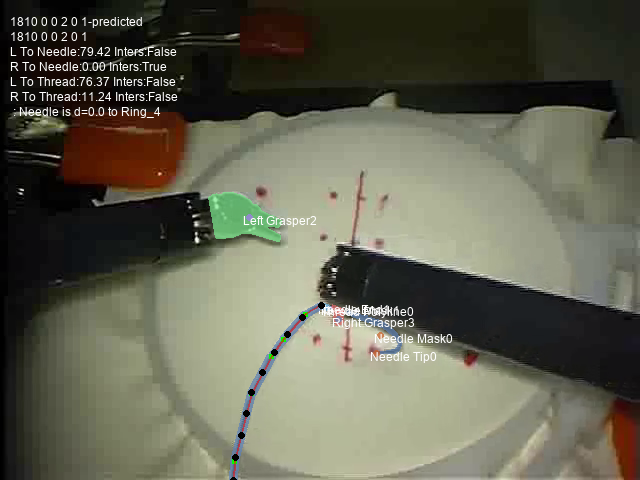 1810 0 0 2 0 1-predicted
1810 0 0 2 0 1
L To Needle:79.42 Inters:False
R To Needle:0.00 Inters:True
L To Thread:76.37 Inters:False
R To Thread:11.24 Inters:False
: Needle is d=0.0 to Ring_4
Left Grasper2
Right Grasper3
Needle Mask0
Needle Tip0